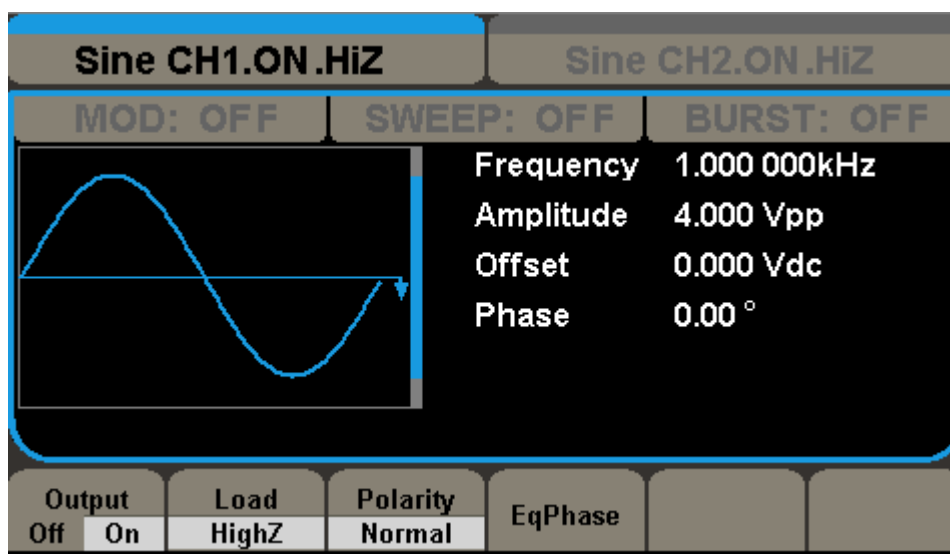 Sine CH1.ON.HiZ
Sine CH2.ON.HiZ
MOD: OFF
SWEEP: OFF
BURST: OFF
Frequency 1.000 000kHz
Amplitude 4.000 Vpp
Offset 0.000 Vdc
Phase 0.00 °
Output
Off On
Load
HighZ
Polarity
Normal
EqPhase